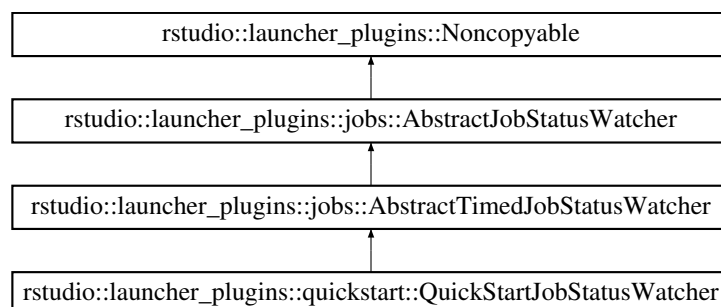 rstudio::launcher_plugins::Noncopyable
rstudio::launcher_plugins::jobs::AbstractJobStatusWatcher
rstudio::launcher_plugins::jobs::AbstractTimedJobStatusWatcher
rstudio::launcher_plugins::quickstart::QuickStartJobStatusWatcher